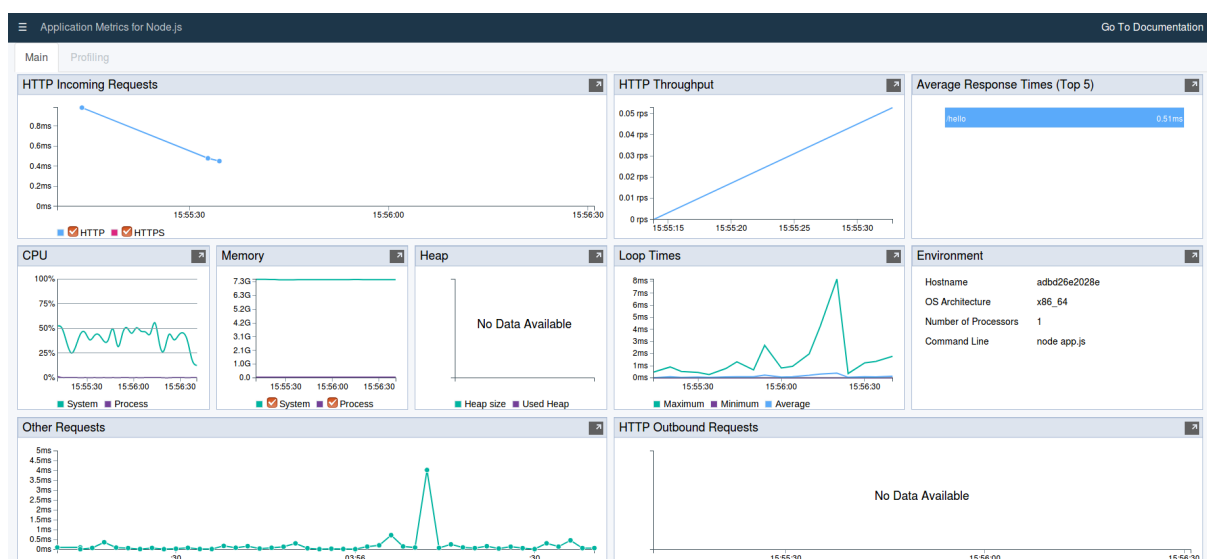 ☰ Application Metrics for Node.js Go To Documentation
Main Profiling
HTTP Incoming Requests
0.8ms
0.6ms
0.4ms
0.2ms
0ms
15:55:30 15:56:00 15:56:30
HTTP HTTPS
HTTP Throughput
0.05 rps
0.04 rps
0.03 rps
0.02 rps
0.01 rps
0 rps
15:55:15 15:55:20 15:55:25 15:55:30
Average Response Times (Top 5)
/hello 0.51ms
CPU
100%
75%
50%
25%
0%
15:55:30 15:56:00 15:56:30
System Process
Memory
7.3G
6.3G
5.2G
4.2G
3.1G
2.1G
1.0G
0.0
15:55:30 15:56:00 15:56:30
System Process
Heap
No Data Available
Heap size Used Heap
Loop Times
8ms
7ms
6ms
5ms
4ms
3ms
2ms
1ms
0ms
15:55:30 15:56:00 15:56:30
Maximum Minimum Average
Environment
Hostname adbd26e2028e
OS Architecture x86_64
Number of Processors 1
Command Line node app.js
Other Requests
5ms
4.5ms
4ms
3.5ms
3ms
2.5ms
2ms
1.5ms
1ms
0.5ms
0ms
:30 03:56 :30
HTTP Outbound Requests
No Data Available
15:55:30 15:56:00 15:56:30